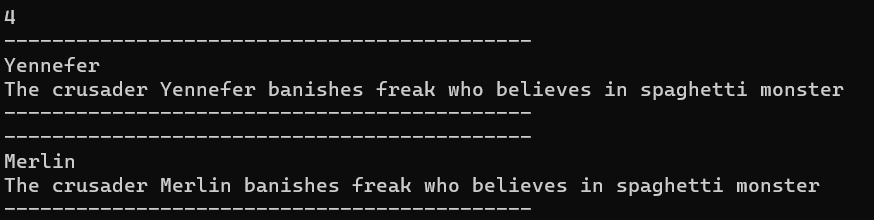 4
--------------------------------------------
Yennefer
The crusader Yennefer banishes freak who believes in spaghetti monster
--------------------------------------------
--------------------------------------------
Merlin
The crusader Merlin banishes freak who believes in spaghetti monster
--------------------------------------------